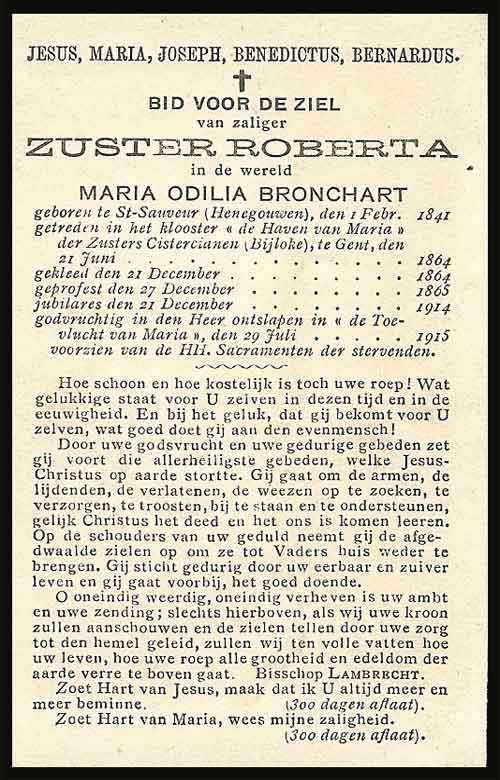 JESUS, MARIA, JOSEPH, BENEDICTUS, BERNARDUS.
BID VOOR DE ZIEL
van zaliger
ZUSTER ROBERTA
in de wereld
MARIA ODILIA BRONCHART
geboren te St-Sauveur (Henegouwen), den 1 Febr. 1841
getreden in het klooster « de Haven van Maria »
der Zusters Cistercianen (Bijloke), te Gent, den
21 Juni . . . . . . . . . . . . . . 1864
gekleed den 21 December . . . . . . . . . 1864
geprofest den 27 December . . . . . . . . 1865
jubilares den 21 December . . . . . . . . 1914
godvruchtig in den Heer ontslapen in « de Toe-
vlucht van Maria », den 29 Juli . . . . . 1915
voorzien van de HH. Sacramenten der stervenden.
Hoe schoon en hoe kostelijk is toch uwe roep! Wat
gelukkige staat voor U zelven in dezen tijd en in de
eeuwigheid. En bij het geluk, dat gij bekomt voor U
zelven, wat goed doet gij aan den evenmensch!
Door uwe godsvrucht en uwe gedurige gebeden zet
gij voort die allerheiligste gebeden, welke Jesus-
Christus op aarde stortte. Gij gaat om de armen, de
lijdenden, de verlatenen, de weezen op te zoeken, te
verzorgen, te troosten, bij te staan en te ondersteunen,
gelijk Christus het deed en het ons is komen leeren.
Op de schouders van uw geduld neemt gij de afge-
dwaalde zielen op om ze tot Vaders huis weder te
brengen. Gij sticht gedurig door uw eerbaar en zuiver
leven en gij gaat voorbij, het goed doende.
O oneindig weerdig, oneindig verheven is uw ambt
en uwe zending; slechts hierboven, als wij uwe kroon
zullen aanschouwen en de zielen tellen door uwe zorg
tot den hemel geleid, zullen wij ten volle vatten hoe
uw leven, hoe uwe roep alle grootheid en edeldom der
aarde verre te boven gaat. Bisschop LAMBRECHT.
Zoet Hart van Jesus, maak dat ik U altijd meer en
meer beminne. (300 dagen aflaat).
Zoet Hart van Maria, wees mijne zaligheid.
(300 dagen aflaat).